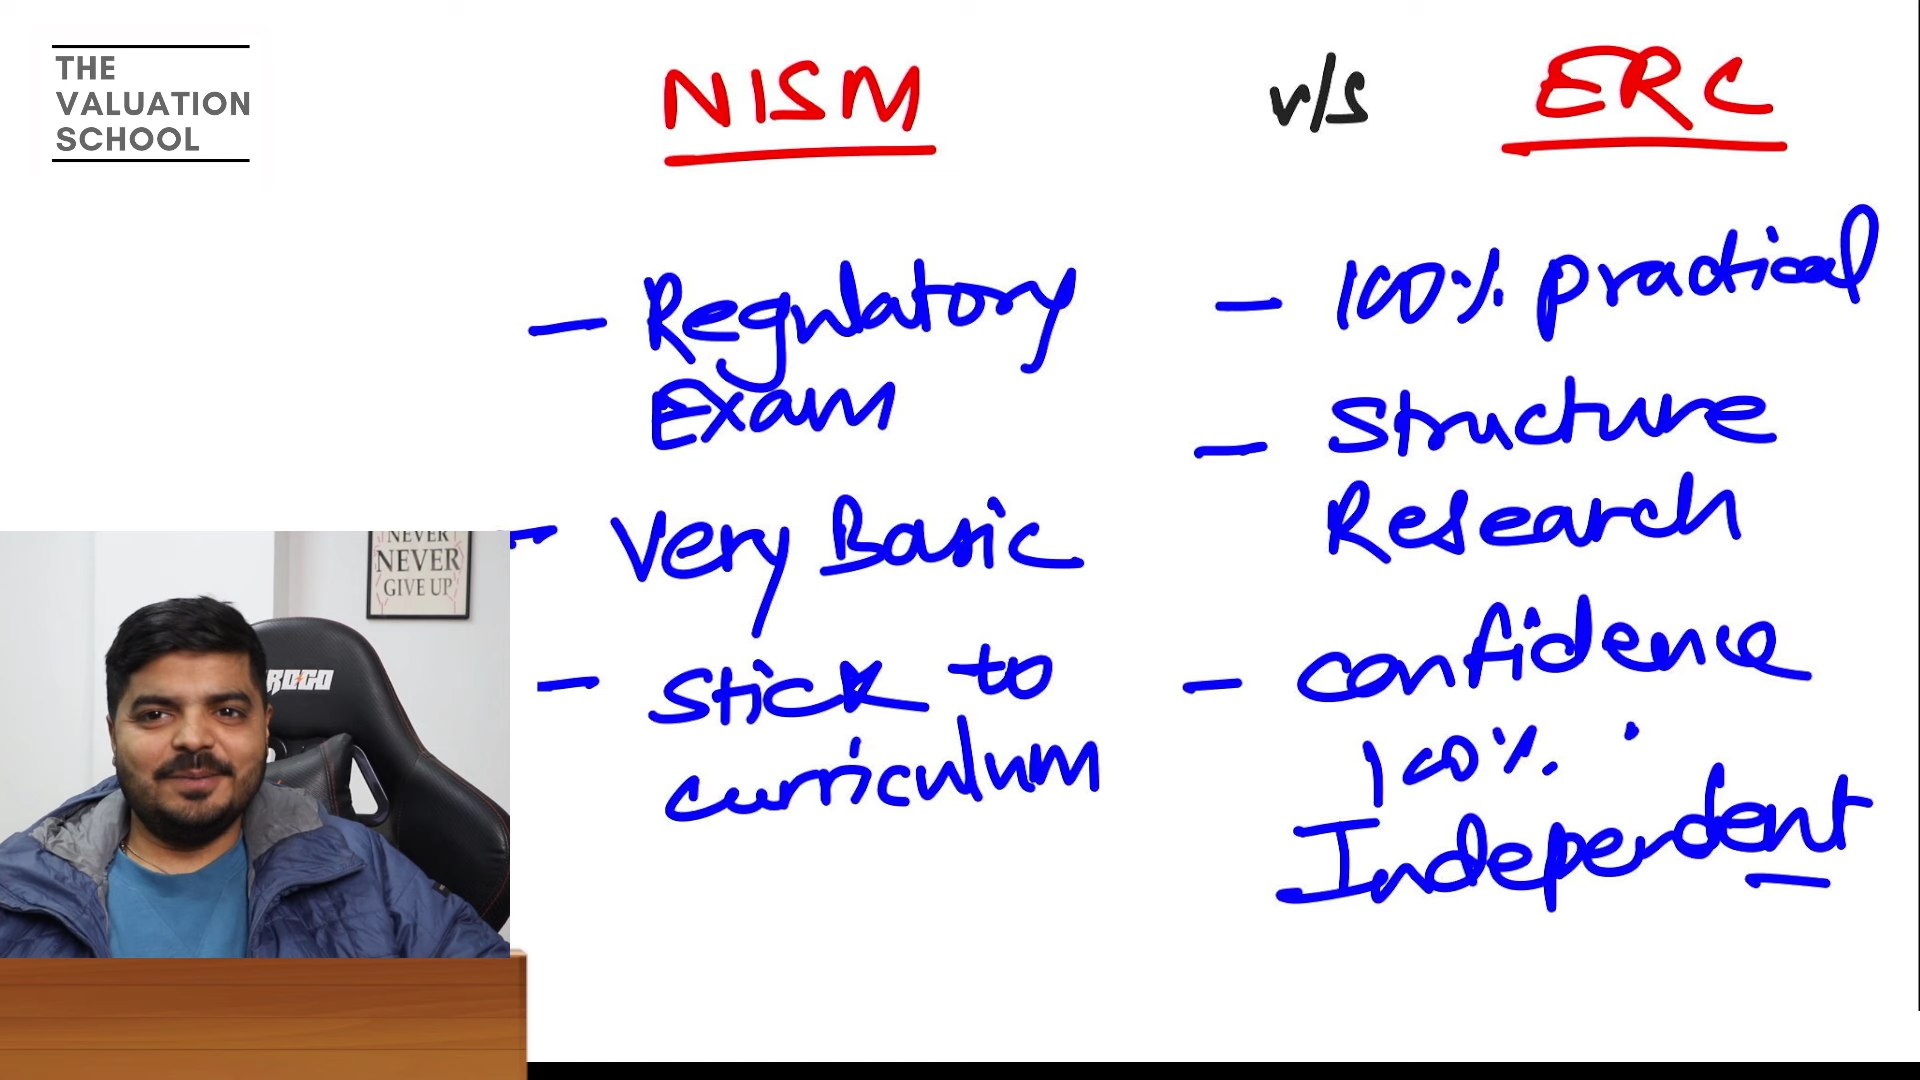 THE
VALUATION
SCHOOL
NISM v/s ERC
- Regulatory
Exam
- Very Basic
- Stick to
curriculum
- 100% practical
- Structure
Research
- Confidence
100%
Independent
NEVER
NEVER
GIVE UP